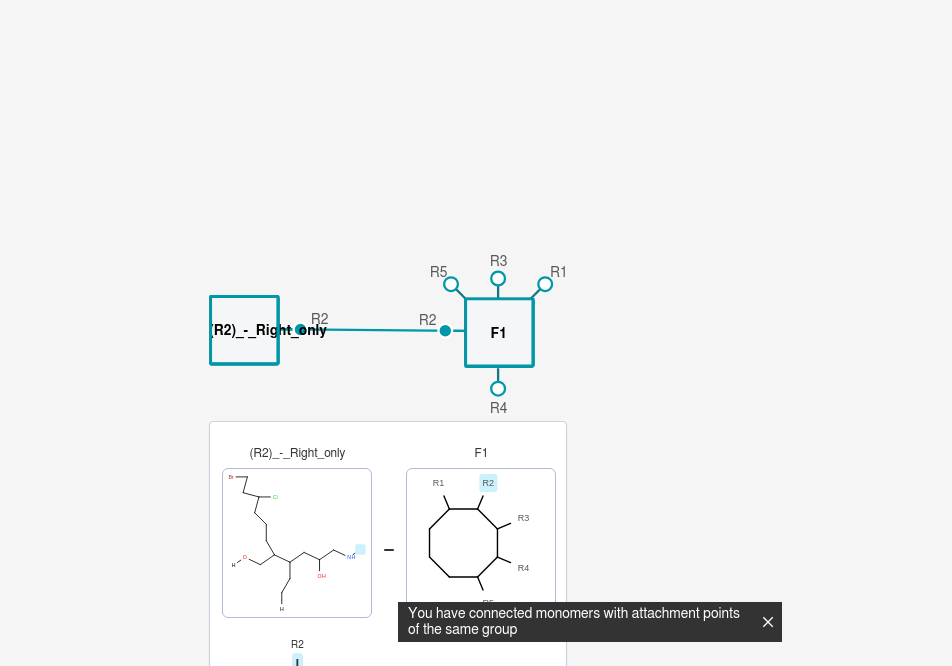 R3
R5
R1
R2
R2
(R2)_-_Right_only
F1
R4
(R2)_-_Right_only
F1
Br
Cl
O
H
OH
NH
H
R1
R2
R3
R4
You have connected monomers with attachment points
of the same group
R2